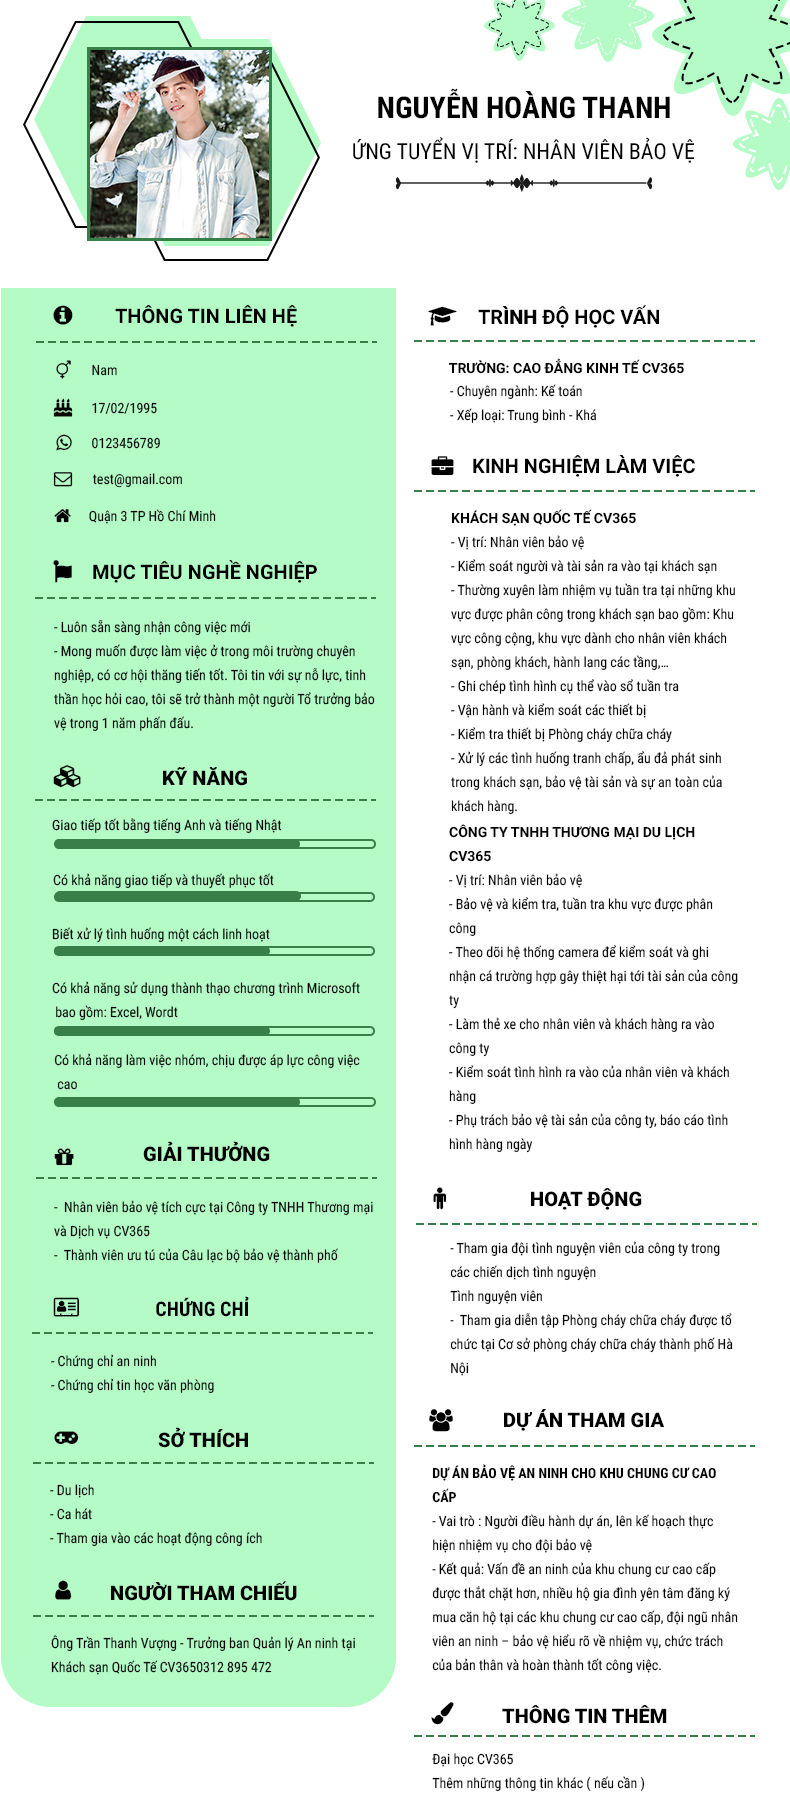 NGUYỄN HOÀNG THANH
ỨNG TUYỂN VỊ TRÍ: NHÂN VIÊN BẢO VỆ
THÔNG TIN LIÊN HỆ
Nam
17/02/1995
0123456789
test@gmail.com
Quận 3 TP Hồ Chí Minh
MỤC TIÊU NGHỀ NGHIỆP
- Luôn sẵn sàng nhận công việc mới
- Mong muốn được làm việc ở trong môi trường chuyên
nghiệp, có cơ hội thăng tiến tốt. Tôi tin với sự nỗ lực, tinh
thần học hỏi cao, tôi sẽ trở thành một người Tổ trưởng bảo
vệ trong 1 năm phấn đấu.
KỸ NĂNG
Giao tiếp tốt bằng tiếng Anh và tiếng Nhật
Có khả năng giao tiếp và thuyết phục tốt
Biết xử lý tình huống một cách linh hoạt
Có khả năng sử dụng thành thạo chương trình Microsoft
bao gồm: Excel, Wordt
Có khả năng làm việc nhóm, chịu được áp lực công việc
cao
GIẢI THƯỞNG
- Nhân viên bảo vệ tích cực tại Công ty TNHH Thương mại
và Dịch vụ CV365
- Thành viên ưu tú của Câu lạc bộ bảo vệ thành phố
CHỨNG CHỈ
- Chứng chỉ an ninh
- Chứng chỉ tin học văn phòng
SỞ THÍCH
- Du lịch
- Ca hát
- Tham gia vào các hoạt động công ích
NGƯỜI THAM CHIẾU
Ông Trần Thanh Vượng - Trưởng ban Quản lý An ninh tại
Khách sạn Quốc Tế CV3650312 895 472
TRÌNH ĐỘ HỌC VẤN
TRƯỜNG: CAO ĐẲNG KINH TẾ CV365
- Chuyên ngành: Kế toán
- Xếp loại: Trung bình - Khá
KINH NGHIỆM LÀM VIỆC
KHÁCH SẠN QUỐC TẾ CV365
- Vị trí: Nhân viên bảo vệ
- Kiểm soát người và tài sản ra vào tại khách sạn
- Thường xuyên làm nhiệm vụ tuần tra tại những khu
vực được phân công trong khách sạn bao gồm: Khu
vực công cộng, khu vực dành cho nhân viên khách
sạn, phòng khách, hành lang các tầng,...
- Ghi chép tình hình cụ thể vào sổ tuần tra
- Vận hành và kiểm soát các thiết bị
- Kiểm tra thiết bị Phòng cháy chữa cháy
- Xử lý các tình huống tranh chấp, ẩu đả phát sinh
trong khách sạn, bảo vệ tài sản và sự an toàn của
khách hàng.
CÔNG TY TNHH THƯƠNG MẠI DU LỊCH
CV365
- Vị trí: Nhân viên bảo vệ
- Bảo vệ và kiểm tra, tuần tra khu vực được phân
công
- Theo dõi hệ thống camera để kiểm soát và ghi
nhận cá trường hợp gây thiệt hại tới tài sản của công
ty
- Làm thẻ xe cho nhân viên và khách hàng ra vào
công ty
- Kiểm soát tình hình ra vào của nhân viên và khách
hàng
- Phụ trách bảo vệ tài sản của công ty, báo cáo tình
hình hàng ngày
HOẠT ĐỘNG
- Tham gia đội tình nguyện viên của công ty trong
các chiến dịch tình nguyện
Tình nguyện viên
- Tham gia diễn tập Phòng cháy chữa cháy được tổ
chức tại Cơ sở phòng cháy chữa cháy thành phố Hà
Nội
DỰ ÁN THAM GIA
DỰ ÁN BẢO VỆ AN NINH CHO KHU CHUNG CƯ CAO
CẤP
- Vai trò : Người điều hành dự án, lên kế hoạch thực
hiện nhiệm vụ cho đội bảo vệ
- Kết quả: Vấn đề an ninh của khu chung cư cao cấp
được thắt chặt hơn, nhiều hộ gia đình yên tâm đăng ký
mua căn hộ tại các khu chung cư cao cấp, đội ngũ nhân
viên an ninh – bảo vệ hiểu rõ về nhiệm vụ, chức trách
của bản thân và hoàn thành tốt công việc.
THÔNG TIN THÊM
Đại học CV365
Thêm những thông tin khác ( nếu cần )